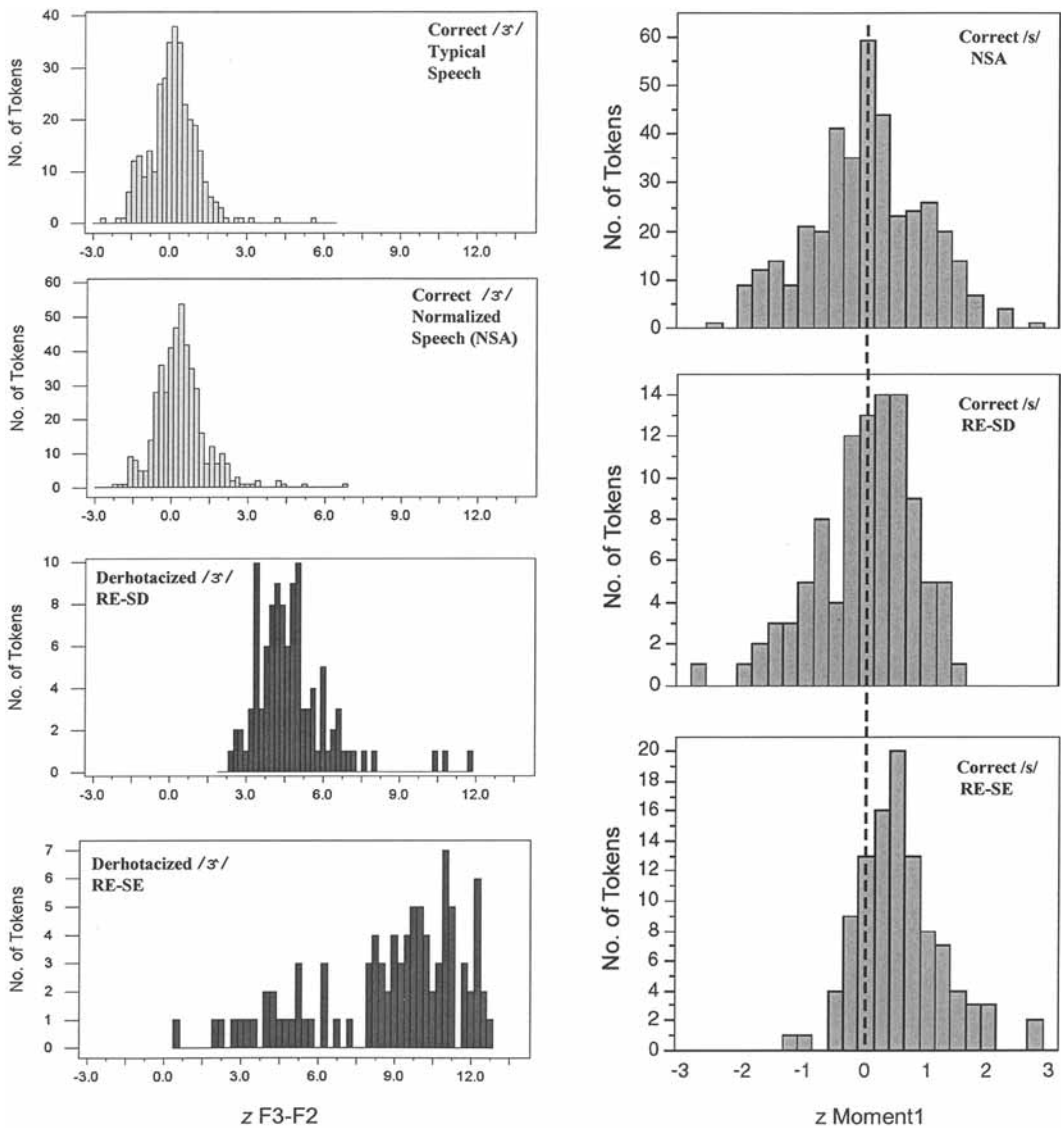 40
30
20
10
0
No. of Tokens
Correct /ɝ/
Typical
Speech
-3.0 0.0 3.0 6.0 9.0 12.0
60
50
40
30
20
10
0
No. of Tokens
Correct /ɝ/
Normalized
Speech (NSA)
-3.0 0.0 3.0 6.0 9.0 12.0
10
8
6
4
2
0
No. of Tokens
Derhotacized /ɝ/
RE-SD
-3.0 0.0 3.0 6.0 9.0 12.0
7
6
5
4
3
2
1
0
No. of Tokens
Derhotacized /ɝ/
RE-SE
-3.0 0.0 3.0 6.0 9.0 12.0
z F3-F2
60
50
40
30
20
10
0
No. of Tokens
Correct /s/
NSA
14
12
10
8
6
4
2
0
No. of Tokens
Correct /s/
RE-SD
20
18
16
14
12
10
8
6
4
2
0
No. of Tokens
Correct /s/
RE-SE
-3 -2 -1 0 1 2 3
z Moment1